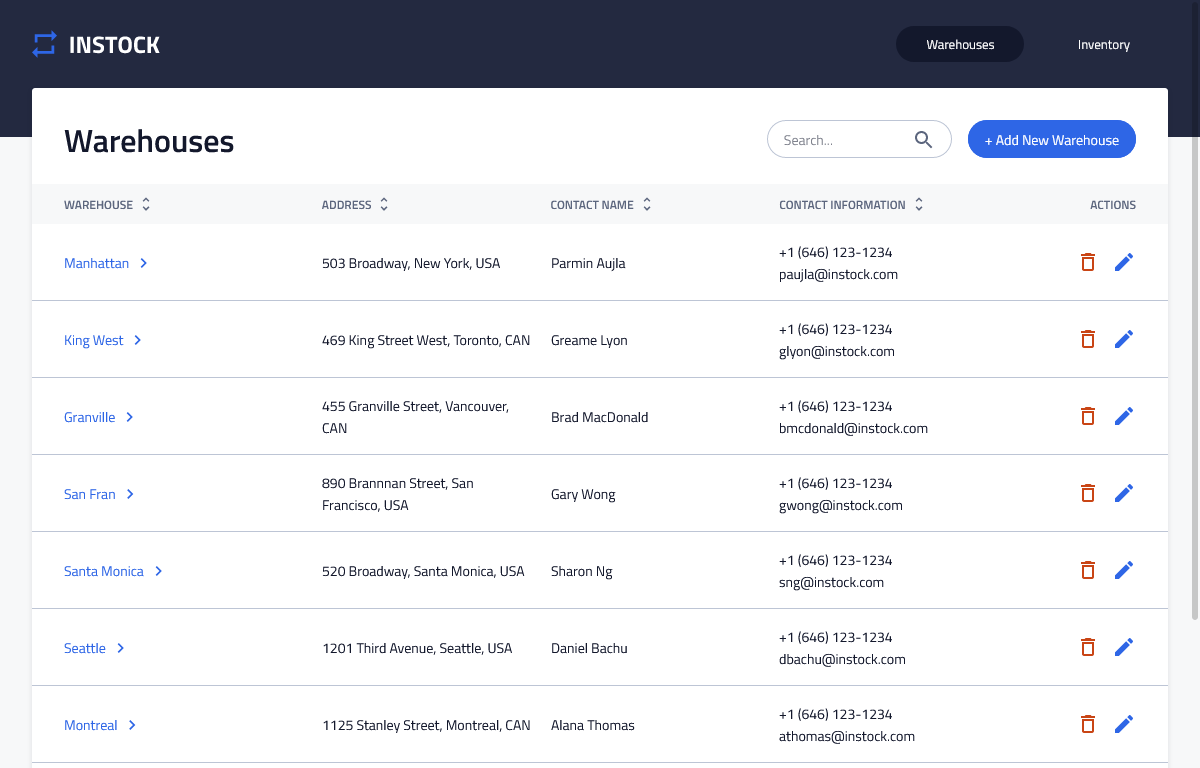 INSTOCK
Warehouses
Inventory
Warehouses
Search...
+ Add New Warehouse
WAREHOUSE
ADDRESS
CONTACT NAME
CONTACT INFORMATION
ACTIONS
Manhattan
503 Broadway, New York, USA
Parmin Aujla
+1 (646) 123-1234
paujla@instock.com
King West
469 King Street West, Toronto, CAN
Greame Lyon
+1 (646) 123-1234
glyon@instock.com
Granville
455 Granville Street, Vancouver,
CAN
Brad MacDonald
+1 (646) 123-1234
bmcdonald@instock.com
San Fran
890 Brannnan Street, San
Francisco, USA
Gary Wong
+1 (646) 123-1234
gwong@instock.com
Santa Monica
520 Broadway, Santa Monica, USA
Sharon Ng
+1 (646) 123-1234
sng@instock.com
Seattle
1201 Third Avenue, Seattle, USA
Daniel Bachu
+1 (646) 123-1234
dbachu@instock.com
Montreal
1125 Stanley Street, Montreal, CAN
Alana Thomas
+1 (646) 123-1234
athomas@instock.com